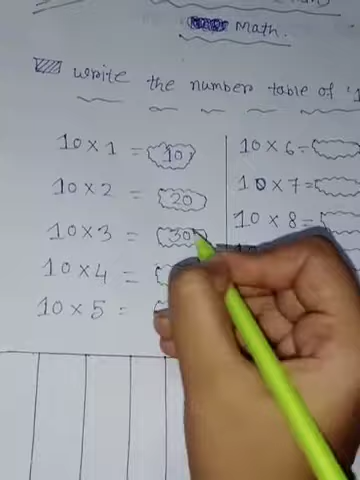 Math.
Write the number table of '1
10 × 1 = 10
10 × 2 = 20
10 × 3 = 30
10 × 4 =
10 × 5 =
10 × 6 =
10 × 7 =
10 × 8 =